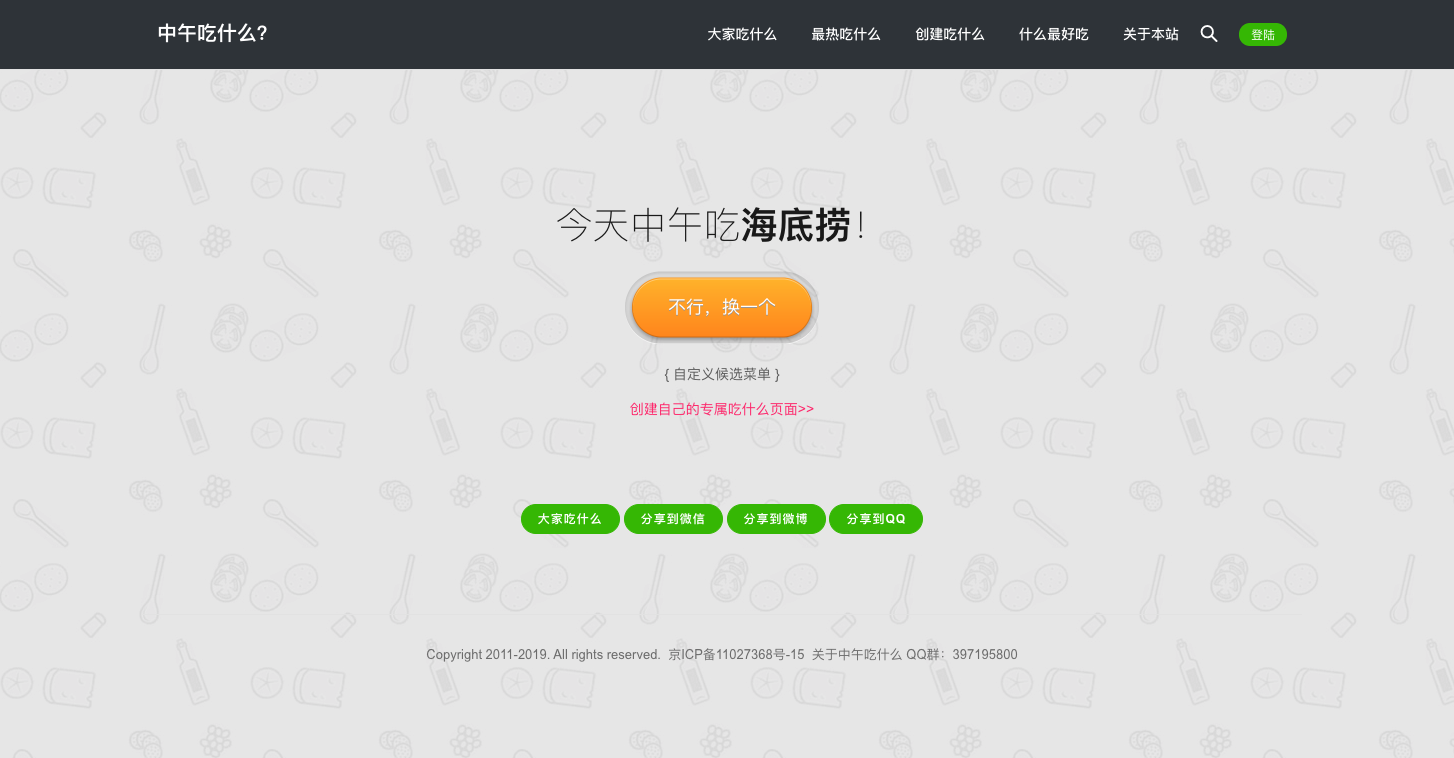 中午吃什么?
大家吃什么 最热吃什么 创建吃什么 什么最好吃 关于本站 登陆
今天中午吃海底捞！
不行，换一个
{ 自定义候选菜单 }
创建自己的专属吃什么页面>>
大家吃什么 分享到微信 分享到微博 分享到QQ
Copyright 2011-2019. All rights reserved. 京ICP备11027368号-15 关于中午吃什么 QQ群：397195800